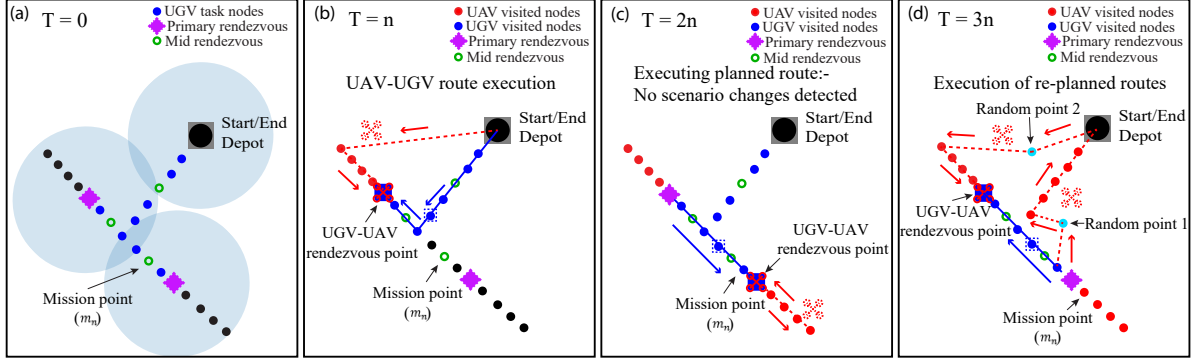 (a)
T = 0
UGV task nodes
Primary rendezvous
Mid rendezvous
Start/End
Depot
Mission point
(mn)
(b)
T = n
UAV visited nodes
UGV visited nodes
Primary rendezvous
Mid rendezvous
UAV-UGV route execution
Start/End
Depot
UGV-UAV
rendezvous point
Mission point
(mn)
(c)
T = 2n
UAV visited nodes
UGV visited nodes
Primary rendezvous
Mid rendezvous
Executing planned route:-
No scenario changes detected
Start/End
Depot
UGV-UAV
rendezvous point
Mission point
(mn)
(d)
T = 3n
UAV visited nodes
UGV visited nodes
Primary rendezvous
Mid rendezvous
Execution of re-planned routes
Random point 2
Start/End
Depot
UGV-UAV
rendezvous point
Random point 1
Mission point
(mn)